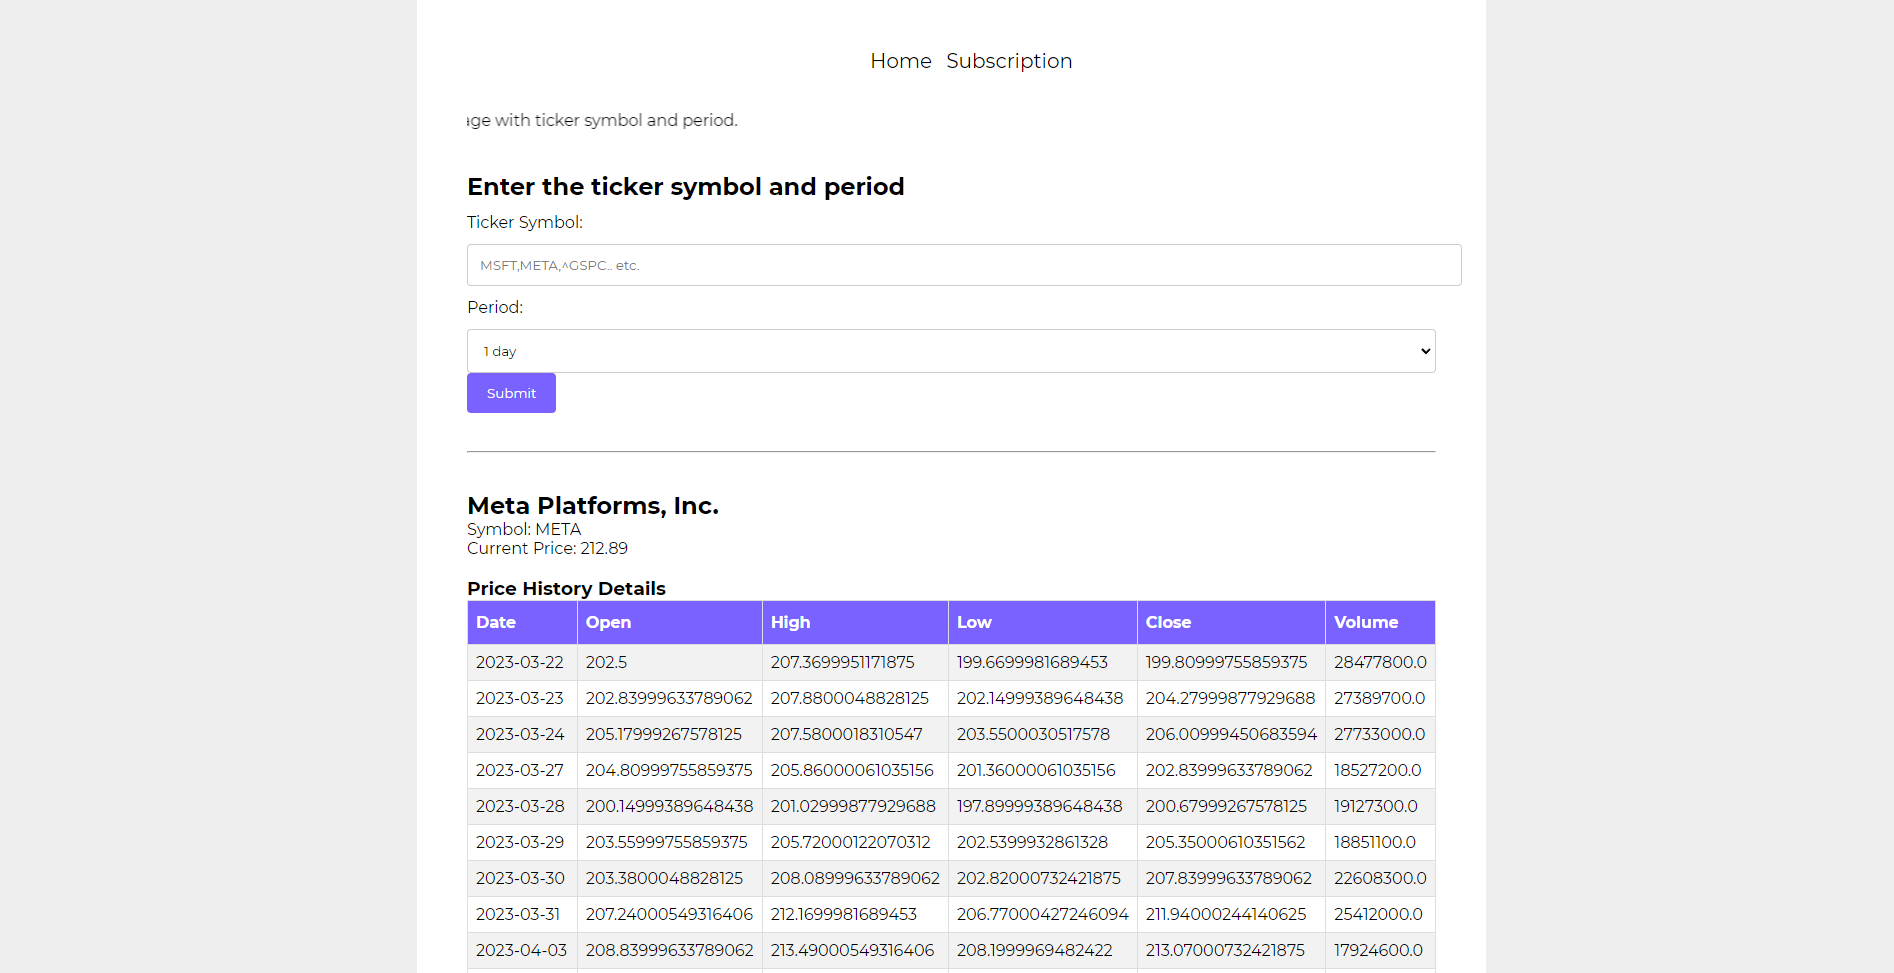 Home Subscription
age with ticker symbol and period.
Enter the ticker symbol and period
Ticker Symbol:
MSFT,META,^GSPC.. etc.
Period:
1 day
Submit
Meta Platforms, Inc.
Symbol: META
Current Price: 212.89
Price History Details
Date Open High Low Close Volume
2023-03-22 202.5 207.3699951171875 199.6699981689453 199.80999755859375 28477800.0
2023-03-23 202.83999633789062 207.8800048828125 202.14999389648438 204.27999877929688 27389700.0
2023-03-24 205.17999267578125 207.5800018310547 203.5500030517578 206.00999450683594 27733000.0
2023-03-27 204.80999755859375 205.86000061035156 201.36000061035156 202.83999633789062 18527200.0
2023-03-28 200.14999389648438 201.02999877929688 197.89999389648438 200.67999267578125 19127300.0
2023-03-29 203.55999755859375 205.72000122070312 202.5399932861328 205.35000610351562 18851100.0
2023-03-30 203.3800048828125 208.08999633789062 202.82000732421875 207.83999633789062 22608300.0
2023-03-31 207.24000549316406 212.1699981689453 206.77000427246094 211.94000244140625 25412000.0
2023-04-03 208.83999633789062 213.49000549316406 208.1999969482422 213.07000732421875 17924600.0